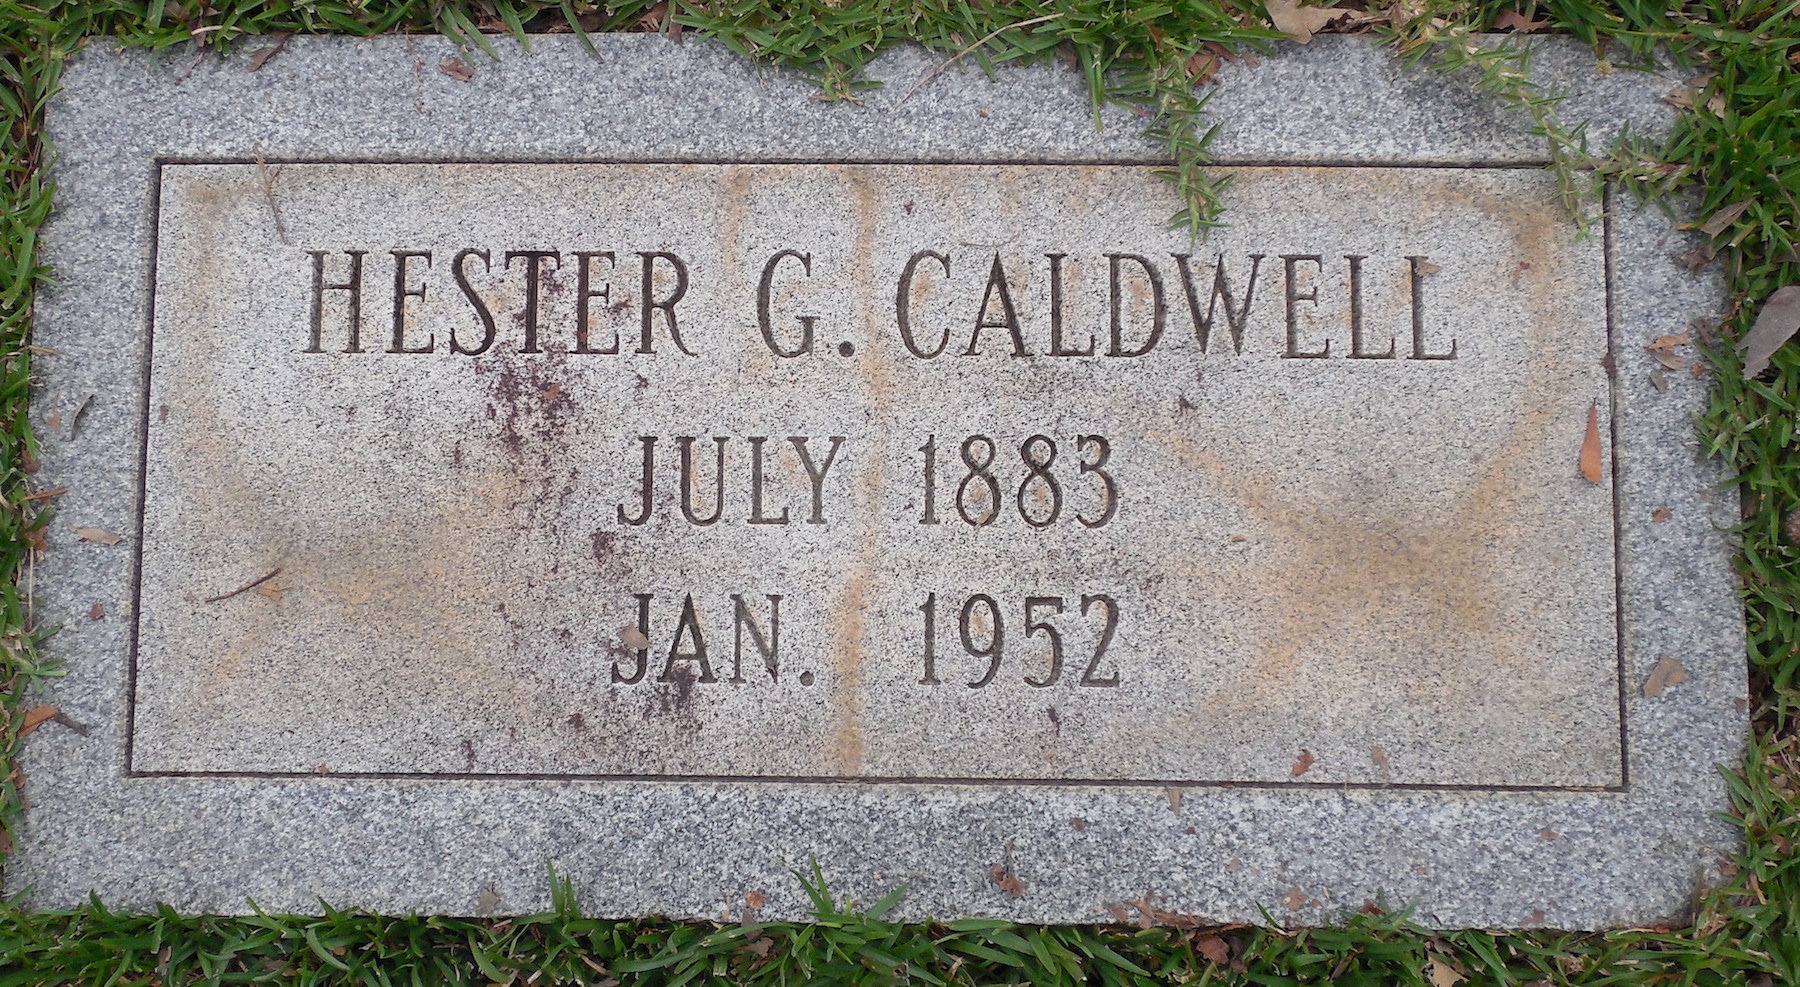 HESTER G. CALDWELL
JULY 1883
JAN. 1952